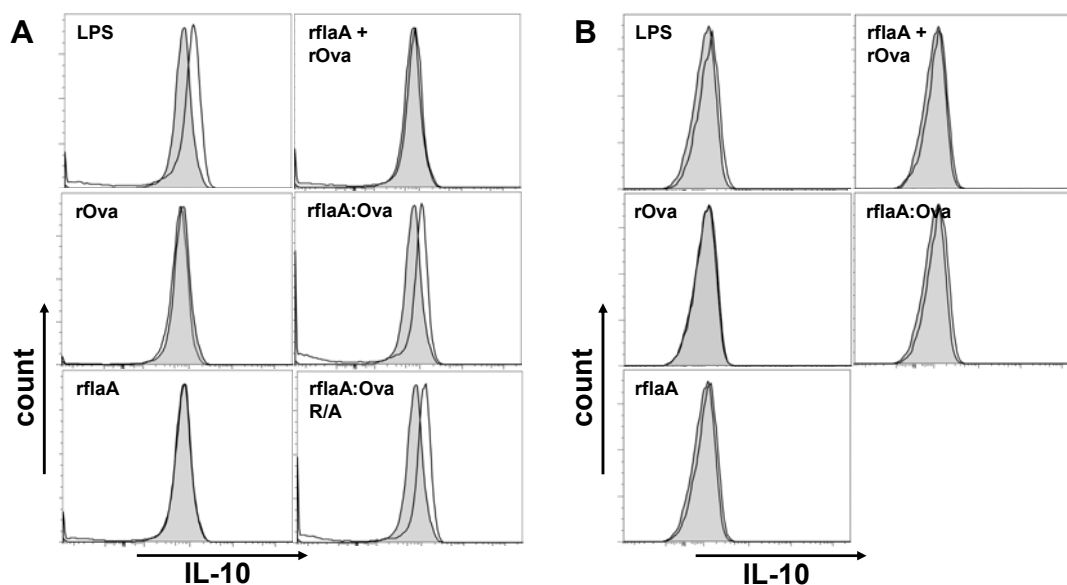 A
LPS
rflaA +
rOva
rOva
rflaA:Ova
rflaA
rflaA:Ova
R/A
count
IL-10
B
LPS
rflaA +
rOva
rOva
rflaA:Ova
rflaA
count
IL-10